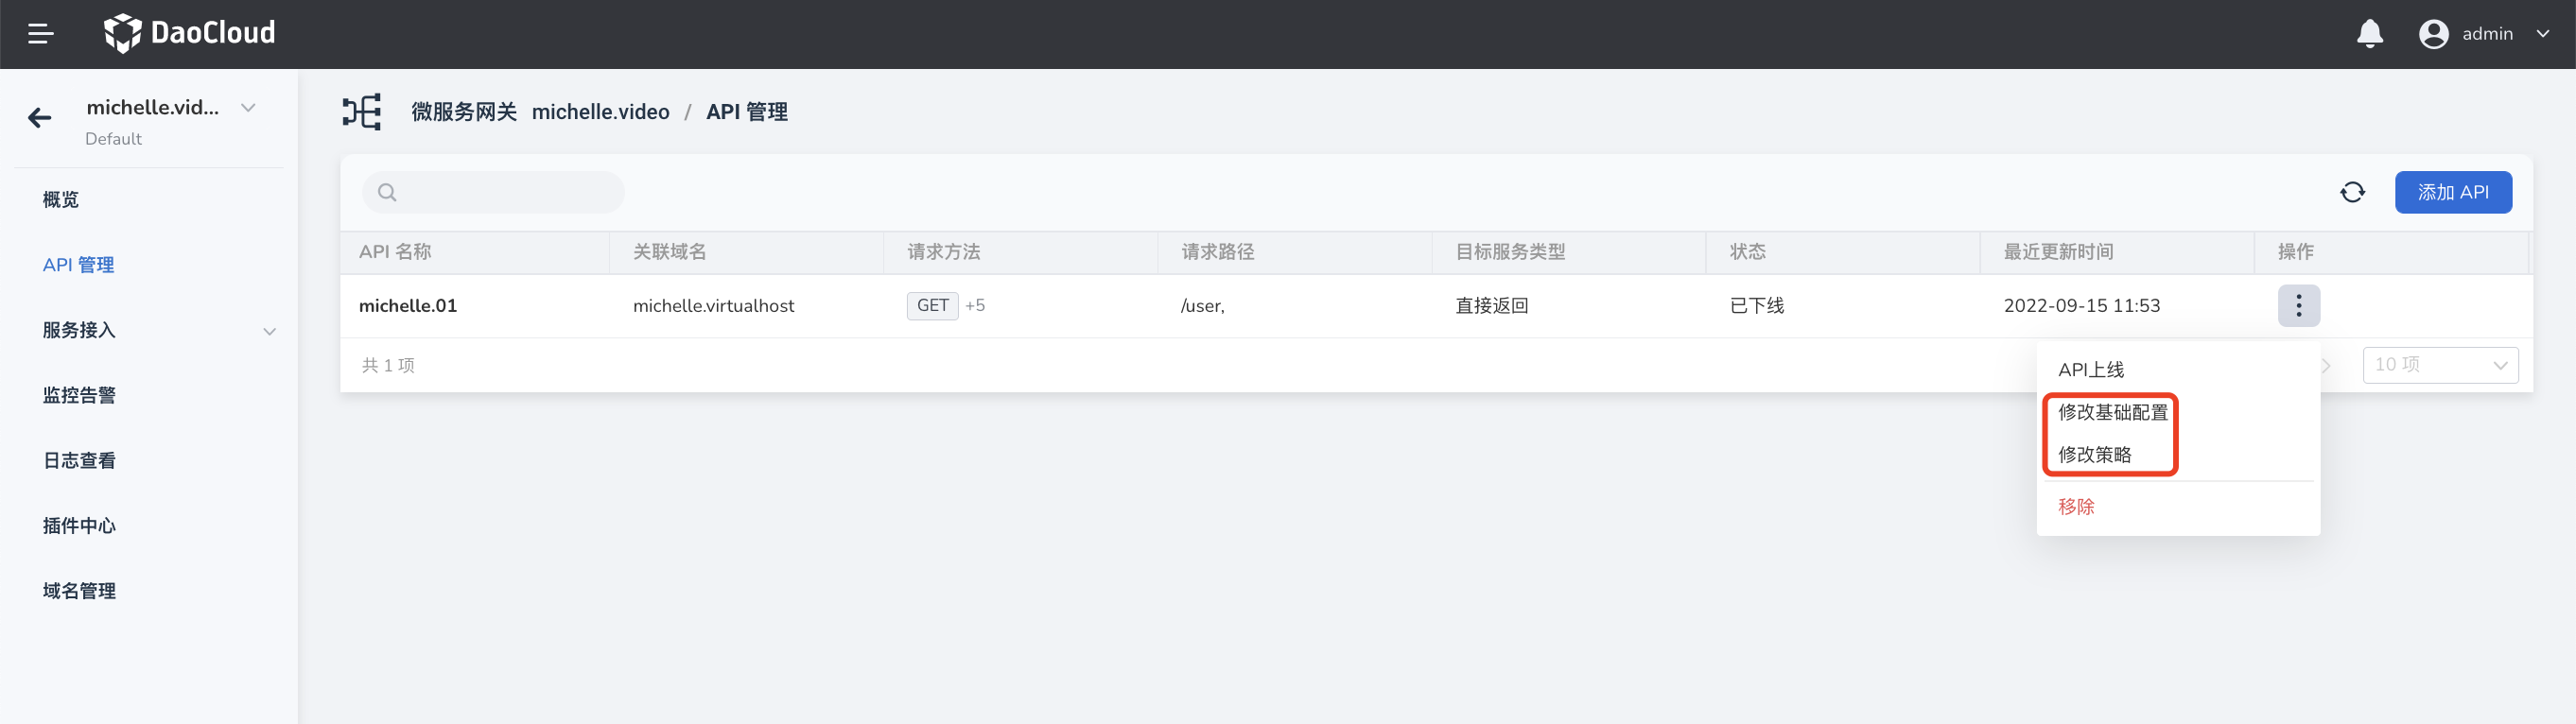 DaoCloud
admin
michelle.vid...
Default
概览
API 管理
服务接入
监控告警
日志查看
插件中心
域名管理
微服务网关 michelle.video / API 管理
添加 API
API 名称 关联域名 请求方法 请求路径 目标服务类型 状态 最近更新时间 操作
michelle.01 michelle.virtualhost GET +5 /user, 直接返回 已下线 2022-09-15 11:53
共 1 项
10 项
API上线
修改基础配置
修改策略
移除